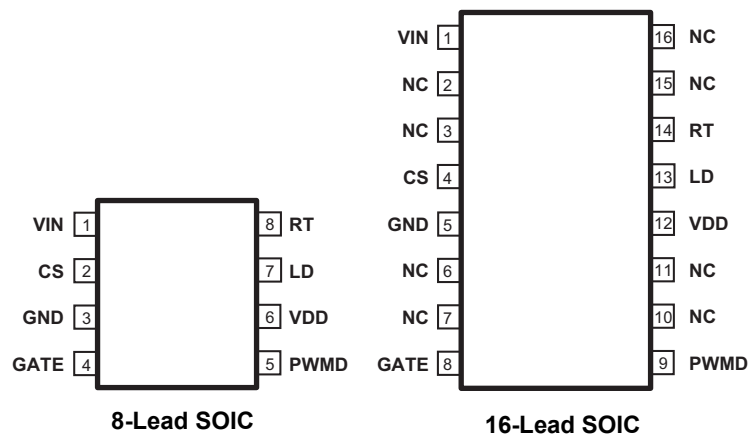 VIN 1 16 NC
NC 2 15 NC
NC 3 14 RT
CS 4 13 LD
GND 5 12 VDD
NC 6 11 NC
NC 7 10 NC
GATE 8 9 PWMD
16-Lead SOIC
VIN 1 8 RT
CS 2 7 LD
GND 3 6 VDD
GATE 4 5 PWMD
8-Lead SOIC